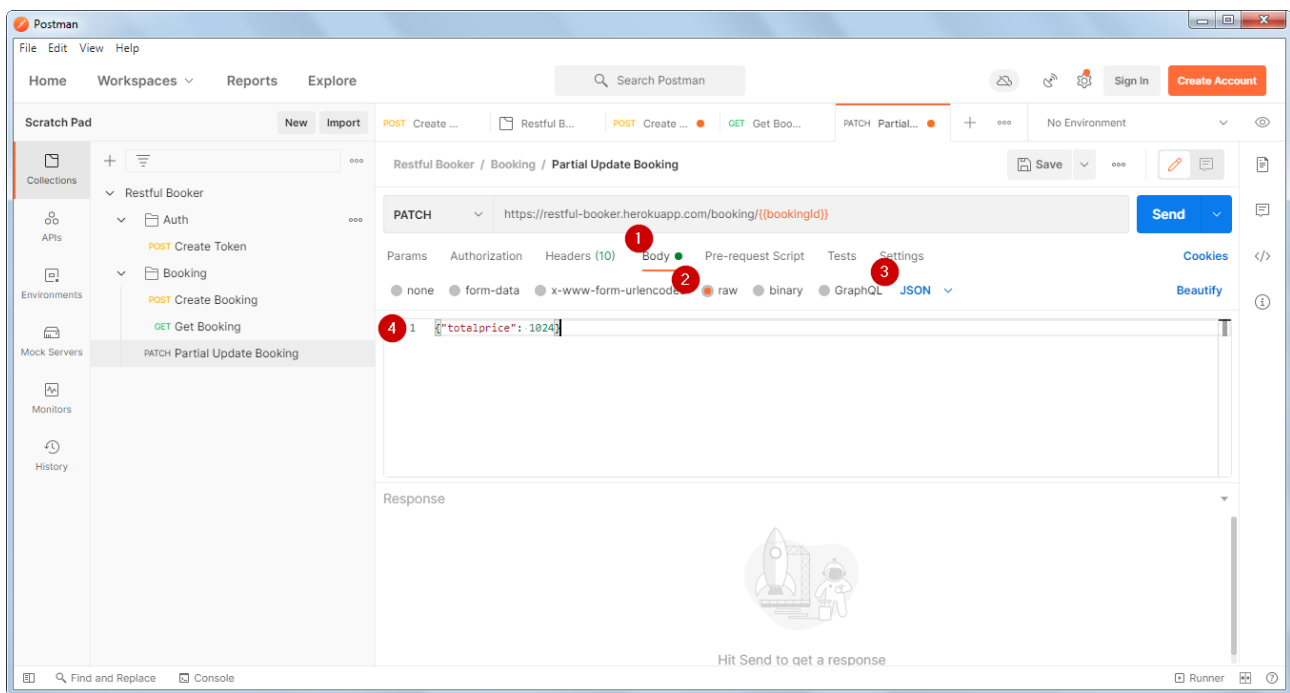 Postman
File Edit View Help
Home Workspaces Reports Explore Search Postman Sign In Create Account
Scratch Pad New Import POST Create ... Restful B... POST Create ... GET Get Boo... PATCH Partial... No Environment
Collections
APIs
Environments
Mock Servers
Monitors
History
Restful Booker
Auth
POST Create Token
Booking
POST Create Booking
GET Get Booking
PATCH Partial Update Booking
Restful Booker / Booking / Partial Update Booking Save
PATCH https://restful-booker.herokuapp.com/booking/{{bookingId}} Send
1
Params Authorization Headers (10) Body Pre-request Script Tests Settings Cookies
2 3
none form-data x-www-form-urlencoded raw binary GraphQL JSON Beautify
4 1 {"totalprice": 1024}
Response
Hit Send to get a response
Find and Replace Console Runner